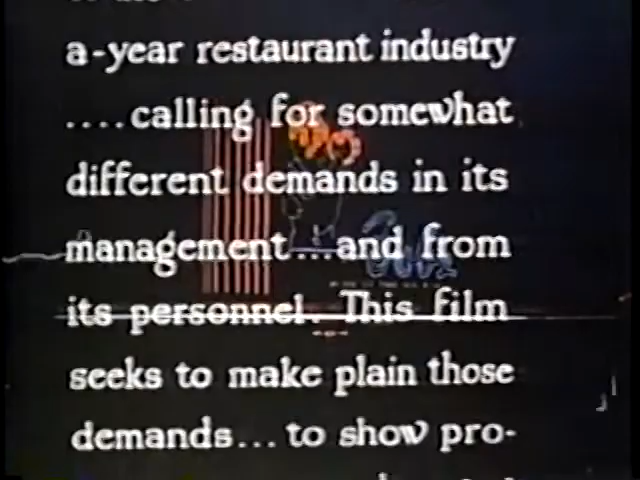 a-year restaurant industry
....calling for somewhat
different demands in its
management...and from
its personnel. This film
seeks to make plain those
demands...to show pro-